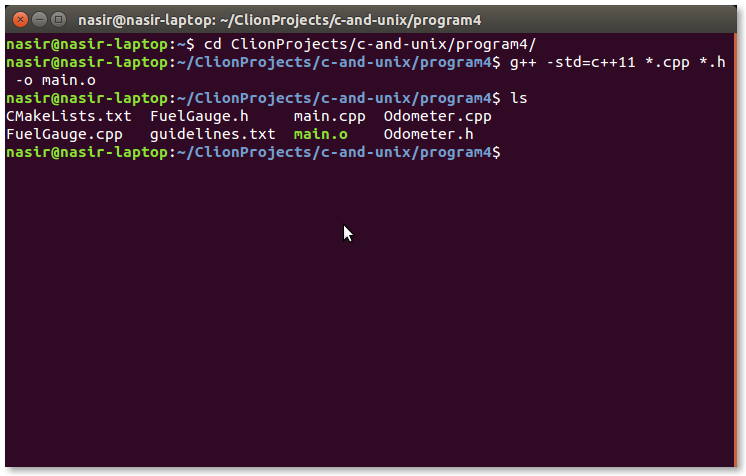 nasir@nasir-laptop: ~/ClionProjects/c-and-unix/program4
nasir@nasir-laptop:~$ cd ClionProjects/c-and-unix/program4/
nasir@nasir-laptop:~/ClionProjects/c-and-unix/program4$ g++ -std=c++11 *.cpp *.h
 -o main.o
nasir@nasir-laptop:~/ClionProjects/c-and-unix/program4$ ls
CMakeLists.txt  FuelGauge.h     main.cpp  Odometer.cpp
FuelGauge.cpp   guidelines.txt  main.o    Odometer.h
nasir@nasir-laptop:~/ClionProjects/c-and-unix/program4$